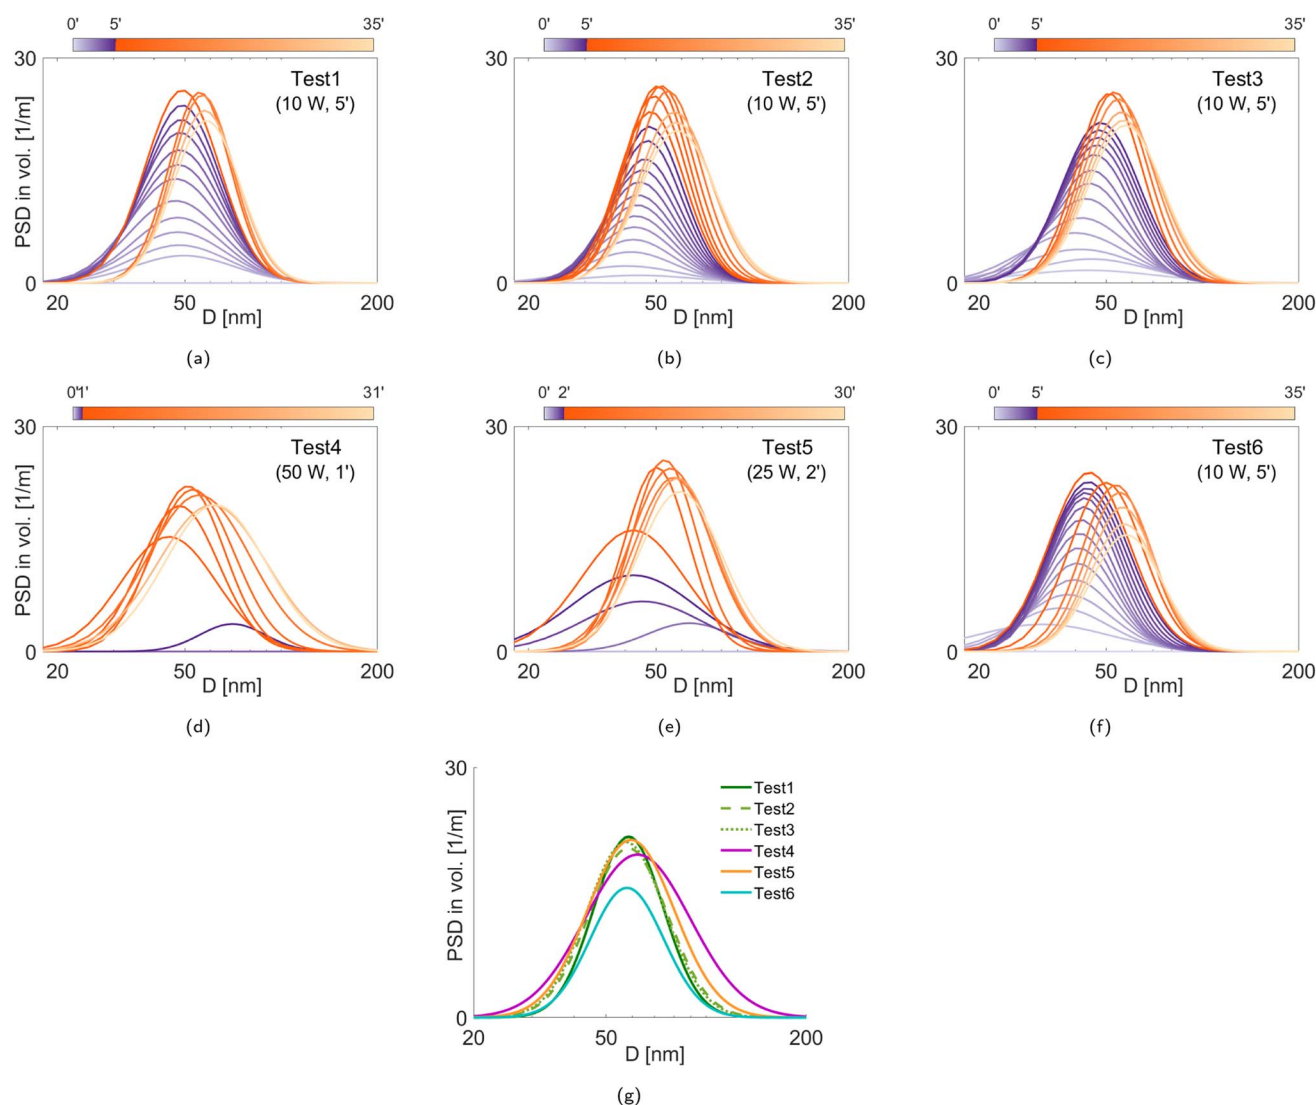 0' 5' 35'
30
Test1
(10 W, 5')
PSD in vol. [1/m]
0
20 50 200
D [nm]
(a)
0' 5' 35'
30
Test2
(10 W, 5')
0
20 50 200
D [nm]
(b)
0' 5' 35'
30
Test3
(10 W, 5')
0
20 50 200
D [nm]
(c)
0' 1' 31'
30
Test4
(50 W, 1')
PSD in vol. [1/m]
0
20 50 200
D [nm]
(d)
0' 2' 30'
30
Test5
(25 W, 2')
0
20 50 200
D [nm]
(e)
0' 5' 35'
30
Test6
(10 W, 5')
0
20 50 200
D [nm]
(f)
30
Test1
Test2
Test3
Test4
Test5
Test6
PSD in vol. [1/m]
0
20 50 200
D [nm]
(g)